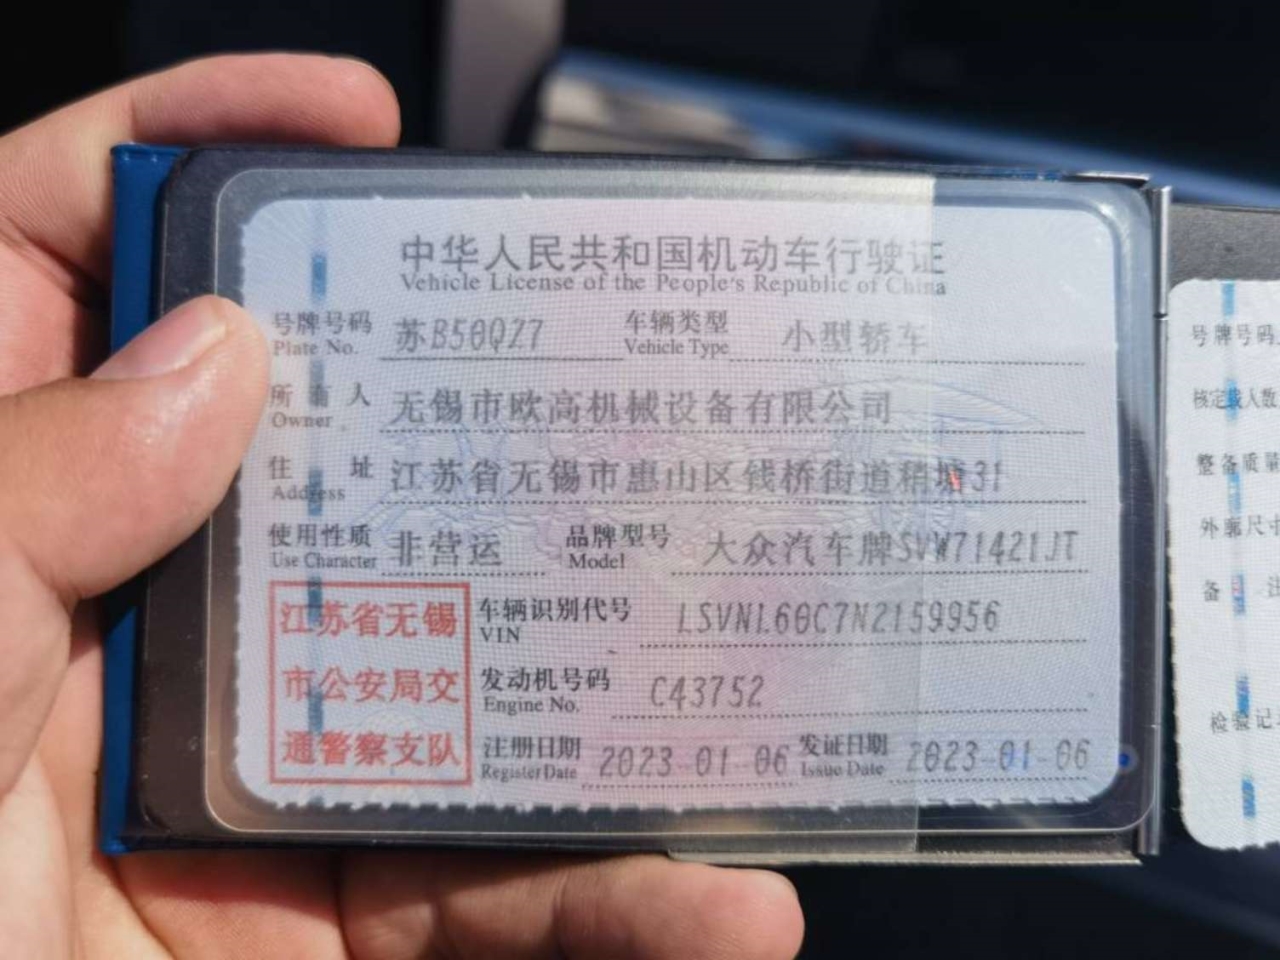 中华人民共和国机动车行驶证
Vehicle License of the People's Republic of China
号牌号码 苏B50QZ7 车辆类型 小型轿车
Plate No. Vehicle Type
所有人 无锡市欧高机械设备有限公司
Owner
住址 江苏省无锡市惠山区钱桥街道稍塘31
Address
使用性质 非营运 品牌型号 大众汽车牌SVW71421JT
Use Character Model
江苏省无锡
市公安局交
通警察支队
车辆识别代号 LSVNL60C7N2159956
VIN
发动机号码 C43752
Engine No.
注册日期 2023-01-06 发证日期 2023-01-06
Register Date Issue Date
号牌号码
核定载人数
整备质量
外廓尺寸
备 注
检验记